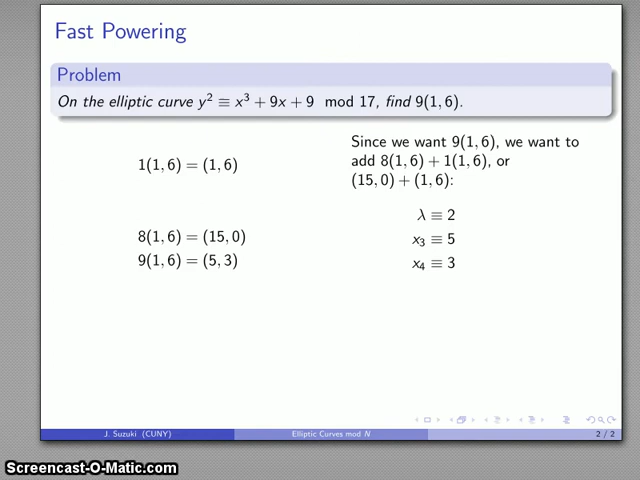 Fast Powering
Problem
On the elliptic curve y² ≡ x³ + 9x + 9 mod 17, find 9(1, 6).
1(1, 6) = (1, 6)
8(1, 6) = (15, 0)
9(1, 6) = (5, 3)
Since we want 9(1, 6), we want to
add 8(1, 6) + 1(1, 6), or
(15, 0) + (1, 6):
λ ≡ 2
x₃ ≡ 5
x₄ ≡ 3
J. Suzuki (CUNY)
Elliptic Curves mod N
2 / 2
Screencast-O-Matic.com